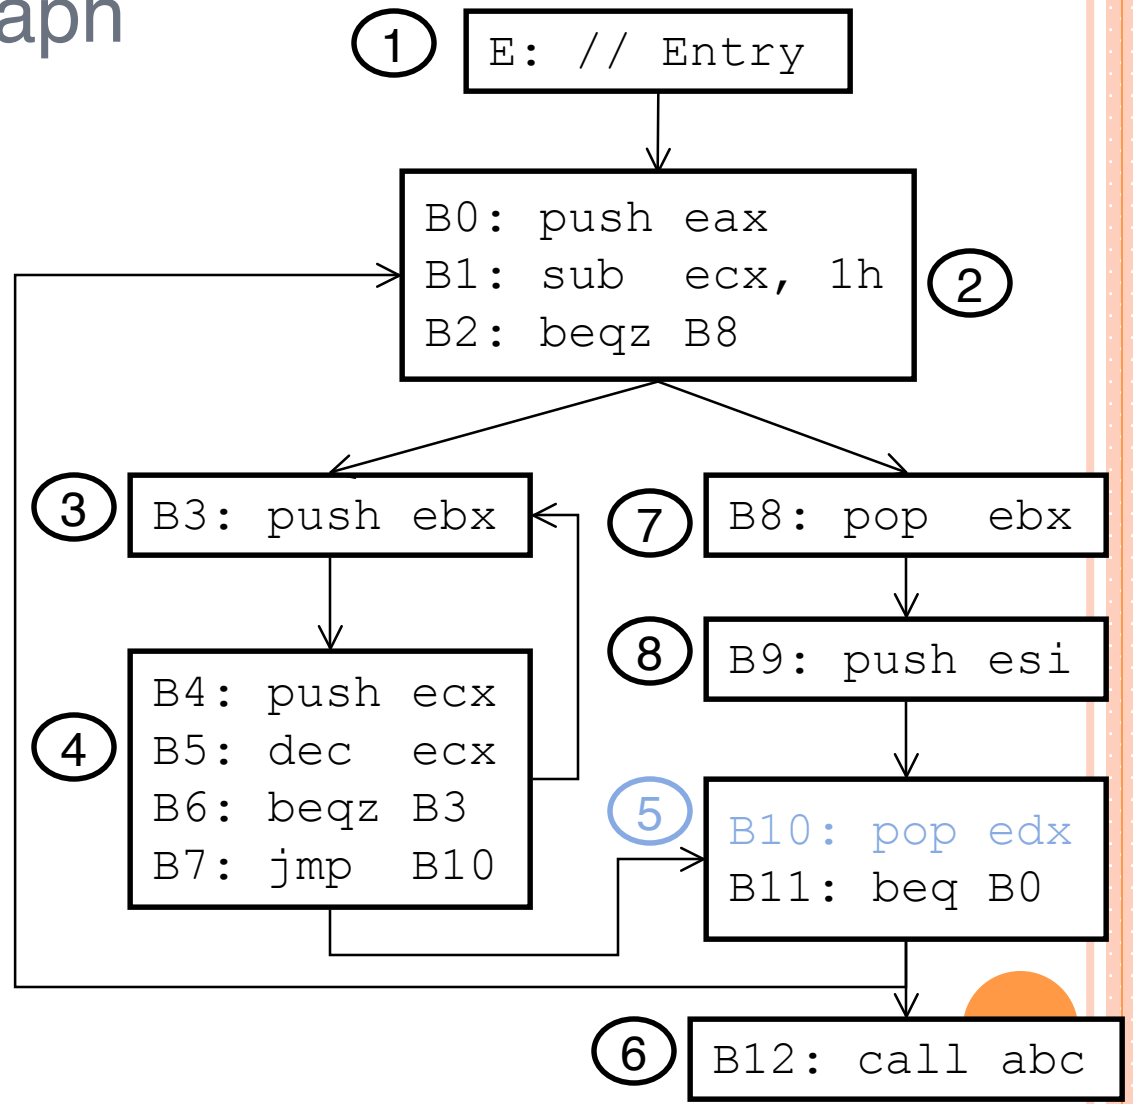 1
E: // Entry
B0: push eax
B1: sub ecx, 1h
B2: beqz B8
2
3
B3: push ebx
7
B8: pop ebx
8
B9: push esi
4
B4: push ecx
B5: dec ecx
B6: beqz B3
B7: jmp B10
5
B10: pop edx
B11: beq B0
6
B12: call abc